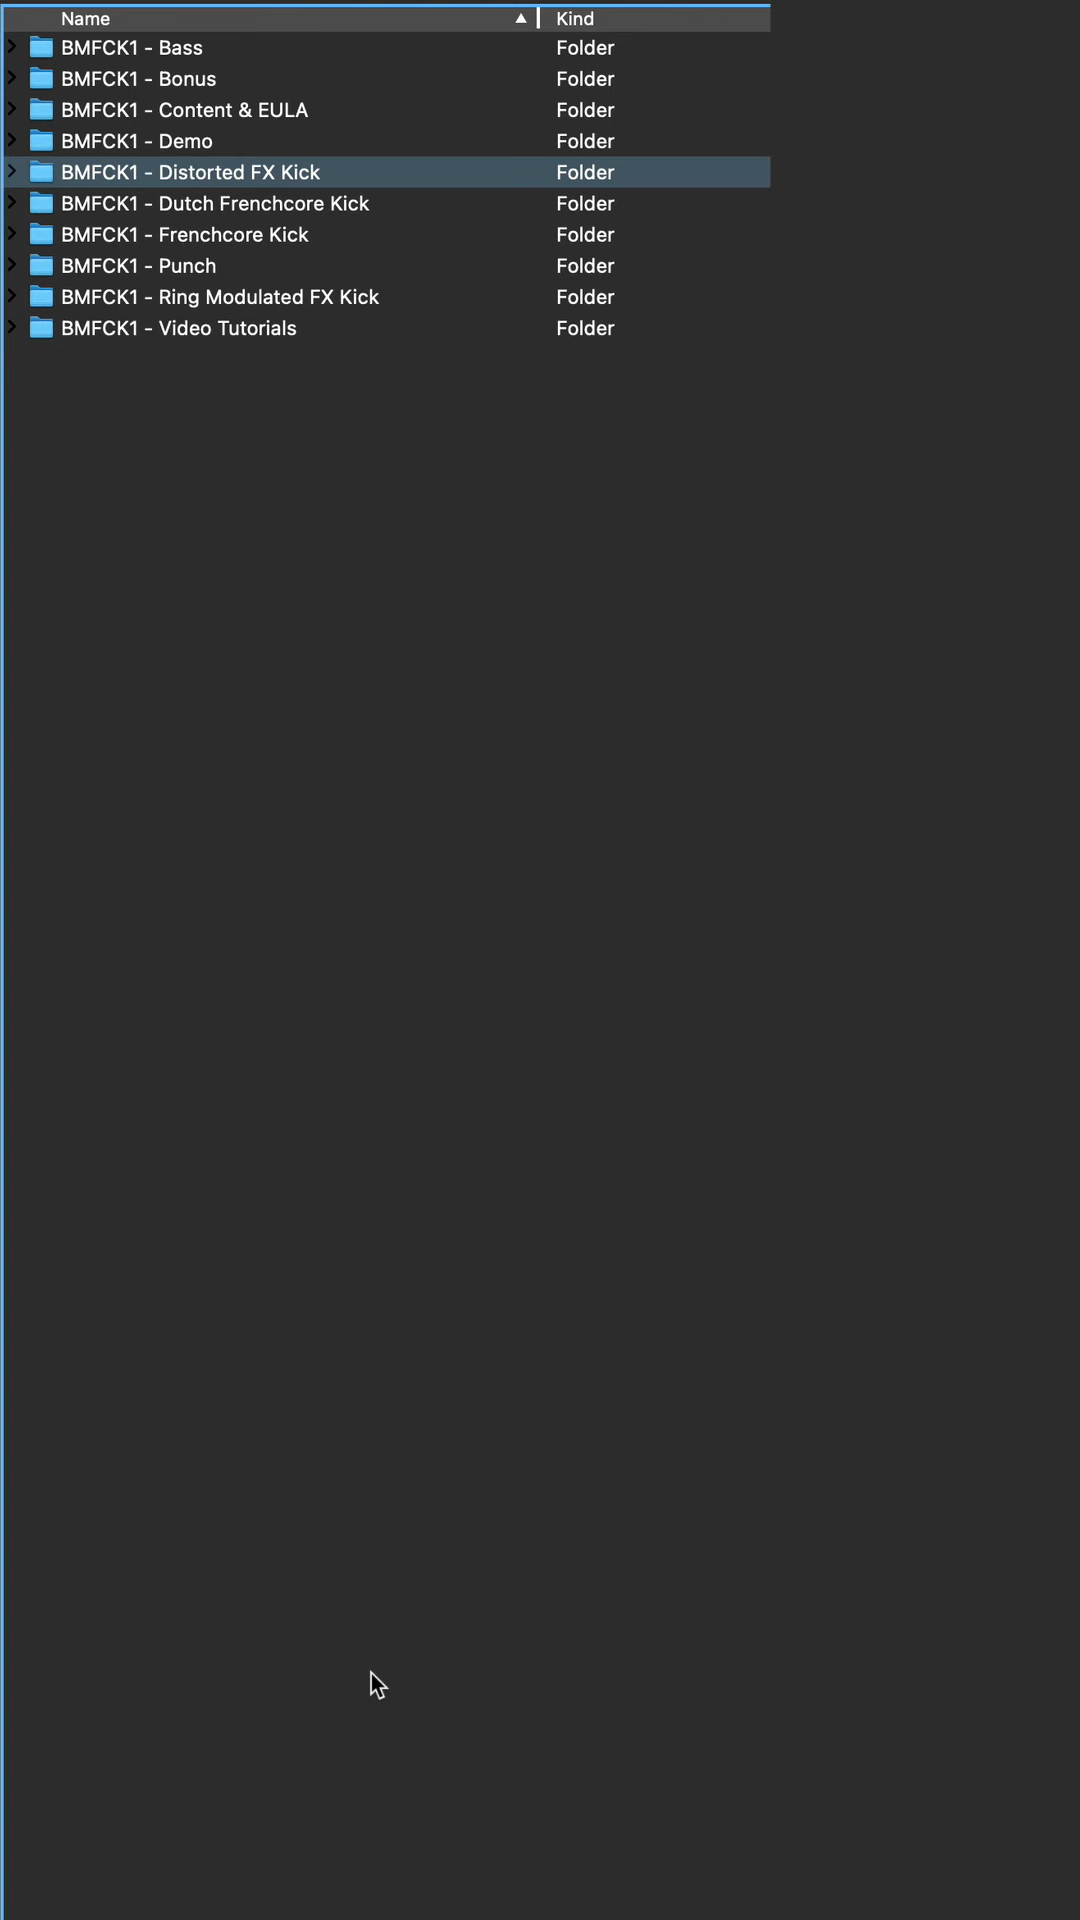 Name Kind
BMFCK1 - Bass Folder
BMFCK1 - Bonus Folder
BMFCK1 - Content & EULA Folder
BMFCK1 - Demo Folder
BMFCK1 - Distorted FX Kick Folder
BMFCK1 - Dutch Frenchcore Kick Folder
BMFCK1 - Frenchcore Kick Folder
BMFCK1 - Punch Folder
BMFCK1 - Ring Modulated FX Kick Folder
BMFCK1 - Video Tutorials Folder